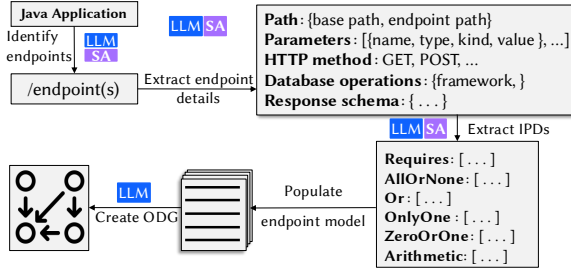 Java Application
Identify
endpoints
LLM
SA
LLM SA
/endpoint(s)
Extract endpoint
details
Path: {base path, endpoint path}
Parameters: [{name, type, kind, value }, ...]
HTTP method: GET, POST, ...
Database operations: {framework, }
Response schema: { . . . }
LLM SA
Extract IPDs
Requires: [ . . . ]
AllOrNone: [ . . . ]
Or: [ . . . ]
OnlyOne: [ . . . ]
ZeroOrOne: [ . . . ]
Arithmetic: [ . . . ]
Populate
endpoint model
LLM
Create ODG